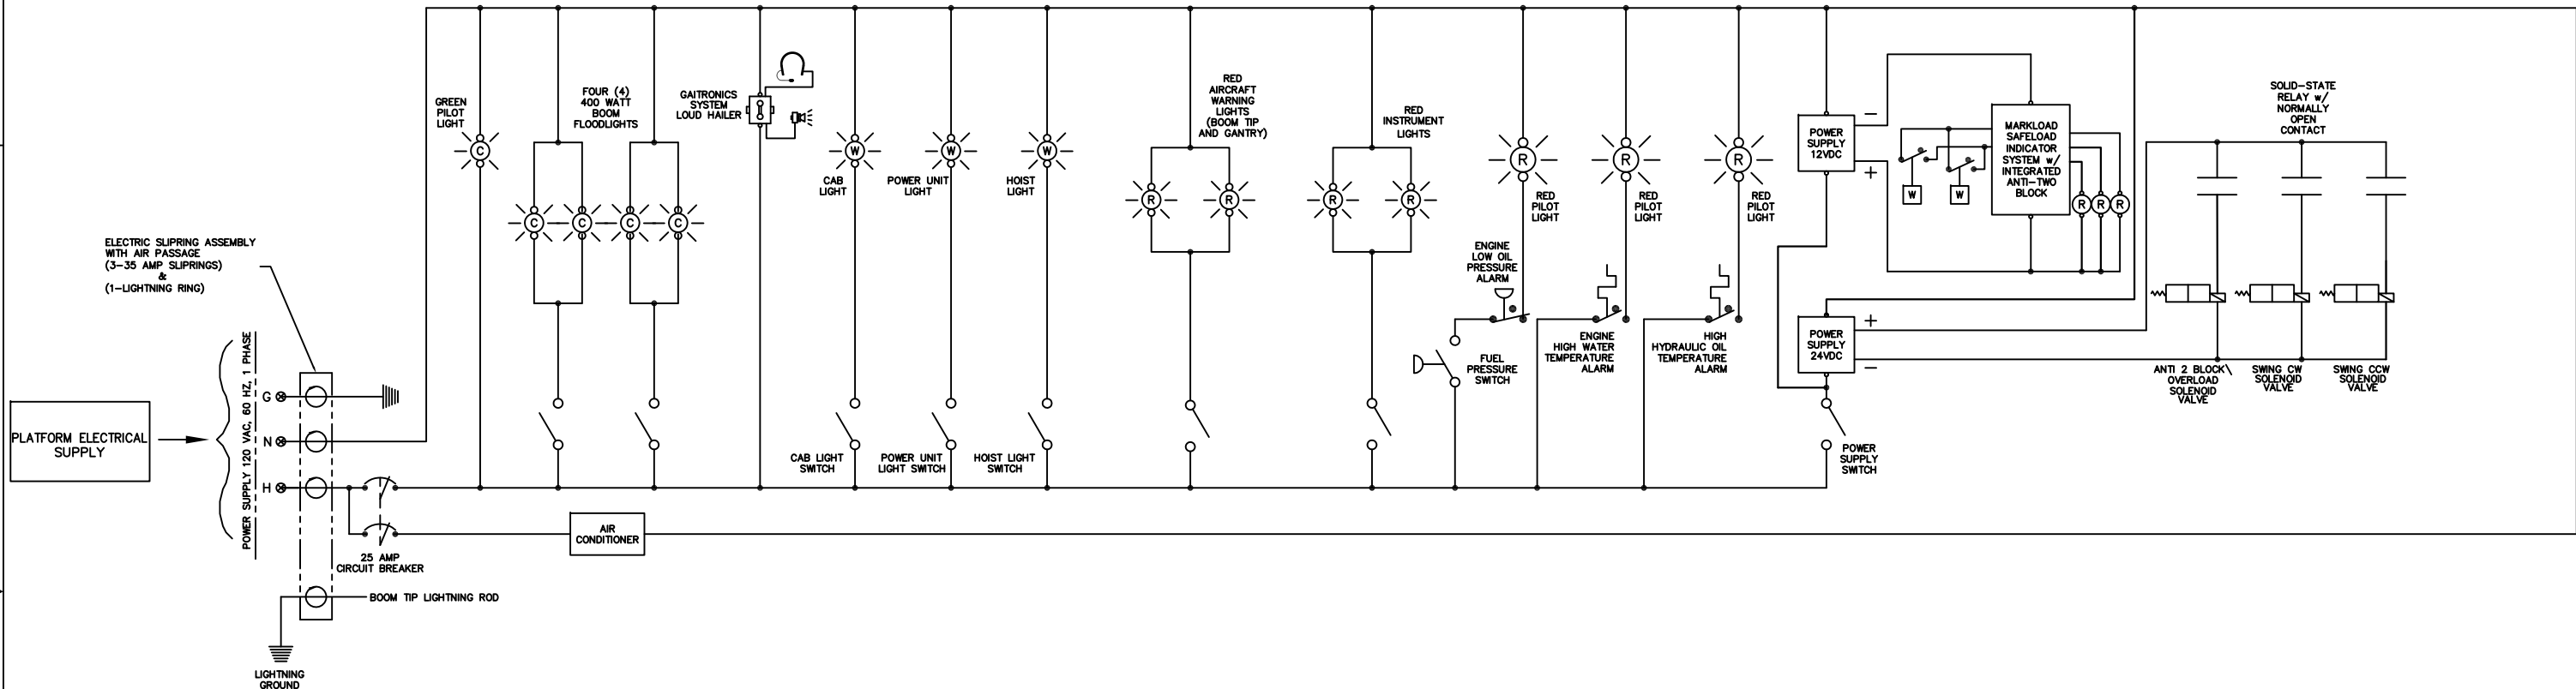 GREEN
PILOT
LIGHT
C
FOUR (4)
400 WATT
BOOM
FLOODLIGHTS
C
C
C
C
GAITRONICS
SYSTEM
LOUD HAILER
W
CAB
LIGHT
W
POWER UNIT
LIGHT
W
HOIST
LIGHT
RED
AIRCRAFT
WARNING
LIGHTS
(BOOM TIP
AND GANTRY)
R
R
RED
INSTRUMENT
LIGHTS
R
R
R
RED
PILOT
LIGHT
R
RED
PILOT
LIGHT
R
RED
PILOT
LIGHT
POWER
SUPPLY
12VDC
−
+
W
W
MARKLOAD
SAFELOAD
INDICATOR
SYSTEM w/
INTEGRATED
ANTI-TWO
BLOCK
R
R
R
SOLID-STATE
RELAY w/
NORMALLY
OPEN
CONTACT
ELECTRIC SLIPRING ASSEMBLY
WITH AIR PASSAGE
(3-35 AMP SLIPRINGS)
&
(1-LIGHTNING RING)
ENGINE
LOW OIL
PRESSURE
ALARM
FUEL
PRESSURE
SWITCH
ENGINE
HIGH WATER
TEMPERATURE
ALARM
HIGH
HYDRAULIC OIL
TEMPERATURE
ALARM
POWER
SUPPLY
24VDC
+
−
ANTI 2 BLOCK\
OVERLOAD
SOLENOID
VALVE
SWING CW
SOLENOID
VALVE
SWING CCW
SOLENOID
VALVE
PLATFORM ELECTRICAL
SUPPLY
POWER SUPPLY 120 VAC, 60 HZ, 1 PHASE
G
N
H
CAB LIGHT
SWITCH
POWER UNIT
LIGHT SWITCH
HOIST LIGHT
SWITCH
POWER
SUPPLY
SWITCH
25 AMP
CIRCUIT BREAKER
AIR
CONDITIONER
BOOM TIP LIGHTNING ROD
LIGHTNING
GROUND